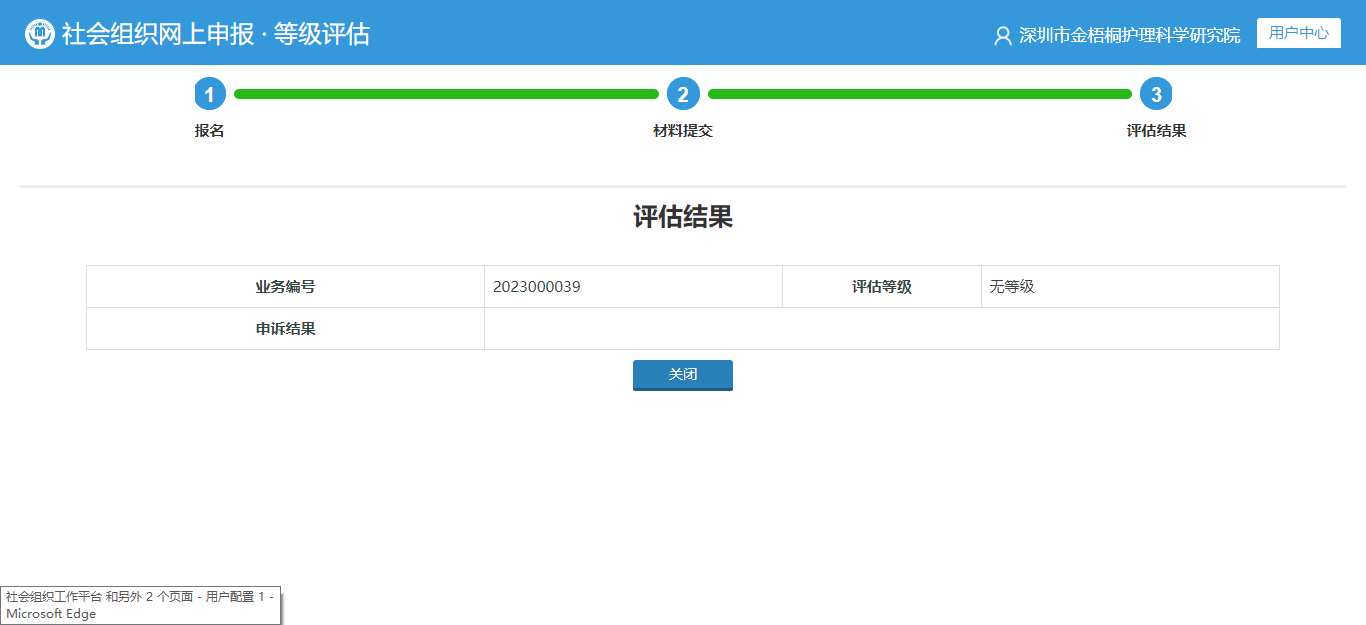 社会组织网上申报 · 等级评估
深圳市金梧桐护理科学研究院
用户中心
1
2
3
报名
材料提交
评估结果
评估结果
业务编号 2023000039 评估等级 无等级
申诉结果
关闭
社会组织工作平台 和另外 2 个页面 - 用户配置 1 -
Microsoft Edge